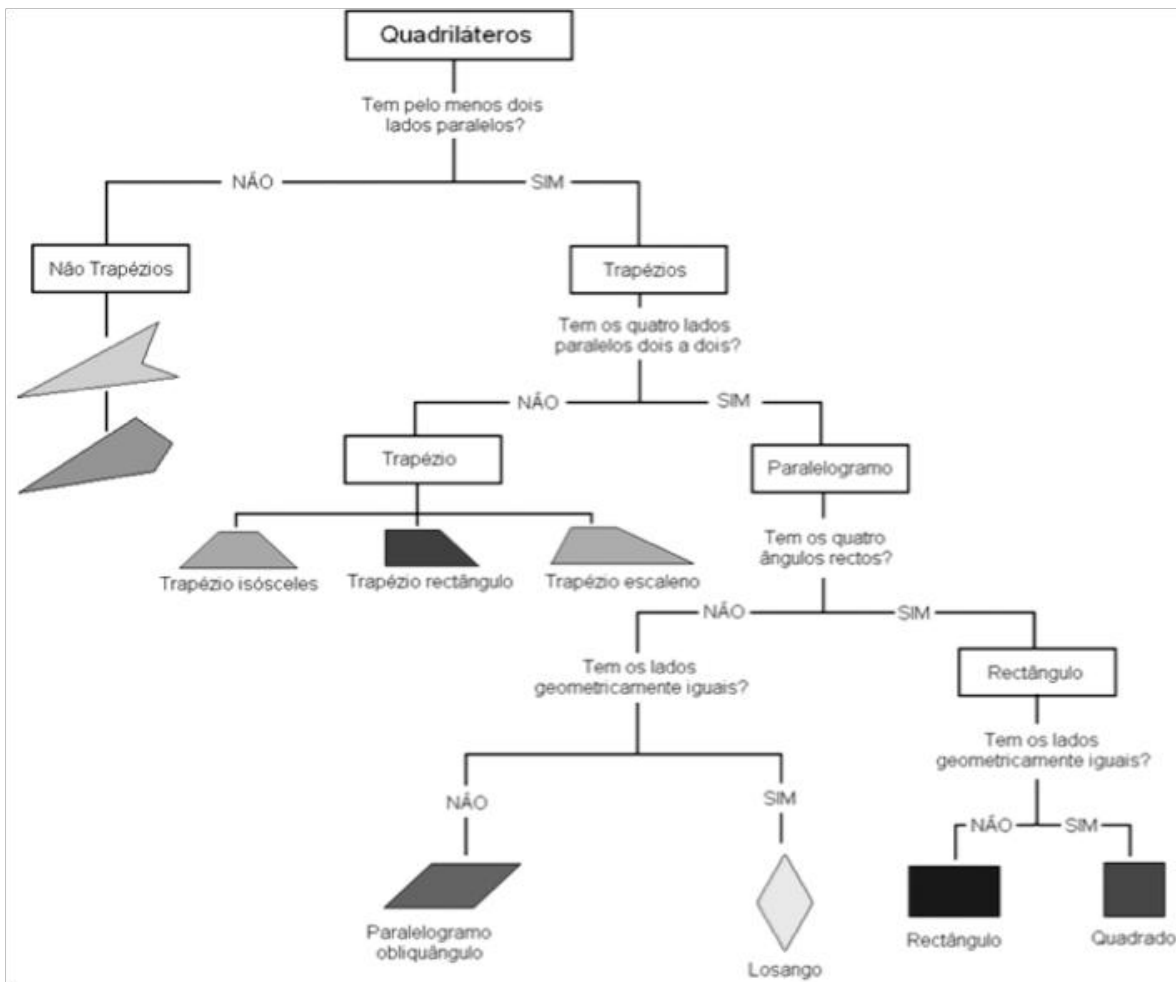 Quadriláteros
Tem pelo menos dois
lados paralelos?
NÃO
SIM
Não Trapézios
Trapézios
Tem os quatro lados
paralelos dois a dois?
NÃO
SIM
Trapézio
Paralelogramo
Trapézio isósceles
Trapézio rectângulo
Trapézio escaleno
Tem os quatro
ângulos rectos?
NÃO
SIM
Tem os lados
geometricamente iguais?
Rectângulo
Tem os lados
geometricamente iguais?
NÃO
SIM
NÃO
SIM
Paralelogramo
obliquângulo
Losango
Rectângulo
Quadrado